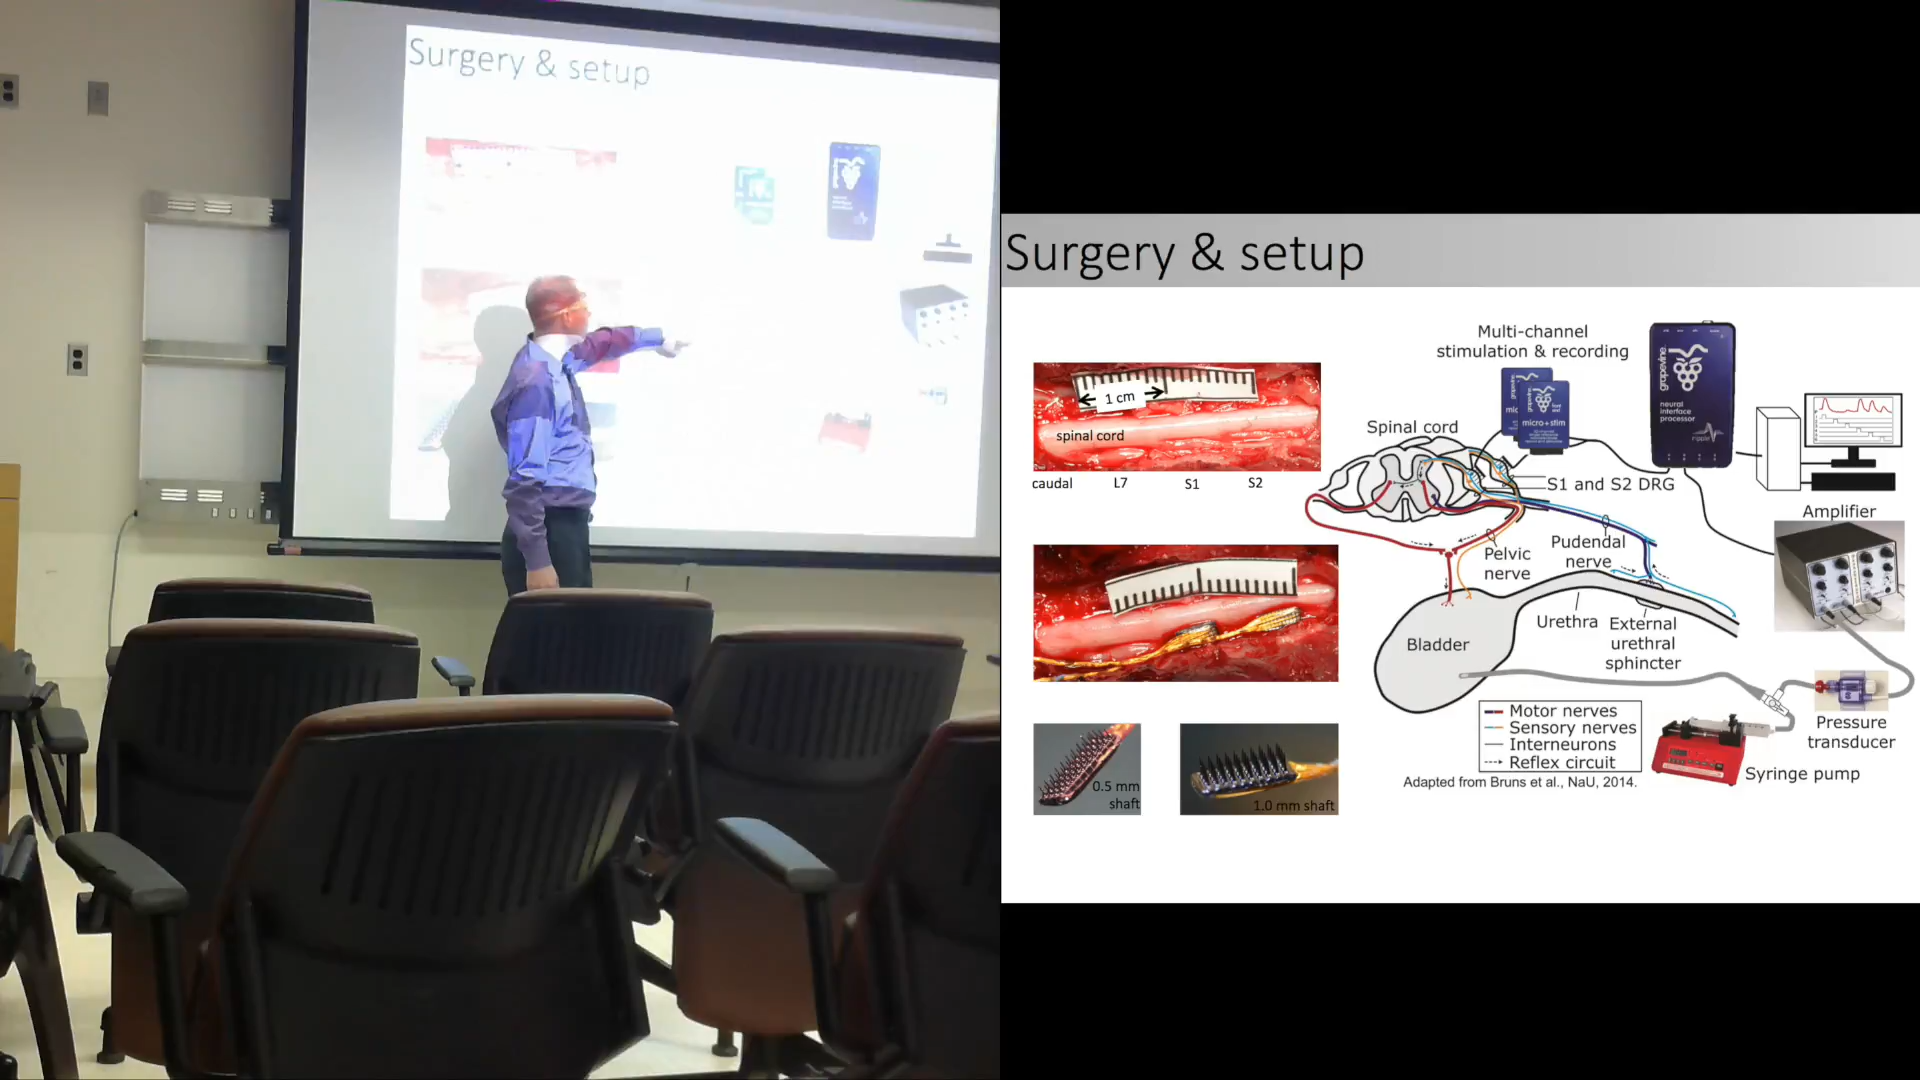 Surgery & setup
Surgery & setup
1 cm
spinal cord
caudal
L7
S1
S2
0.5 mm
shaft
1.0 mm shaft
Multi-channel
stimulation & recording
grapevine
micro+stim
grapevine
neural
interface
processor
ripple
Spinal cord
S1 and S2 DRG
Amplifier
Pelvic
nerve
Pudendal
nerve
Urethra
External
urethral
sphincter
Bladder
Motor nerves
Sensory nerves
Interneurons
Reflex circuit
Adapted from Bruns et al., NaU, 2014.
Pressure
transducer
Syringe pump